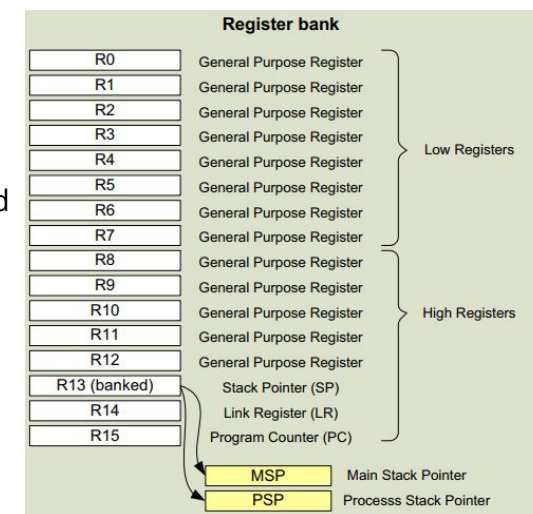 Register bank
R0 General Purpose Register
R1 General Purpose Register
R2 General Purpose Register
R3 General Purpose Register
R4 General Purpose Register
Low Registers
R5 General Purpose Register
d
R6 General Purpose Register
R7 General Purpose Register
R8 General Purpose Register
R9 General Purpose Register
R10 General Purpose Register
High Registers
R11 General Purpose Register
R12 General Purpose Register
R13 (banked) Stack Pointer (SP)
R14 Link Register (LR)
R15 Program Counter (PC)
MSP Main Stack Pointer
PSP Processs Stack Pointer